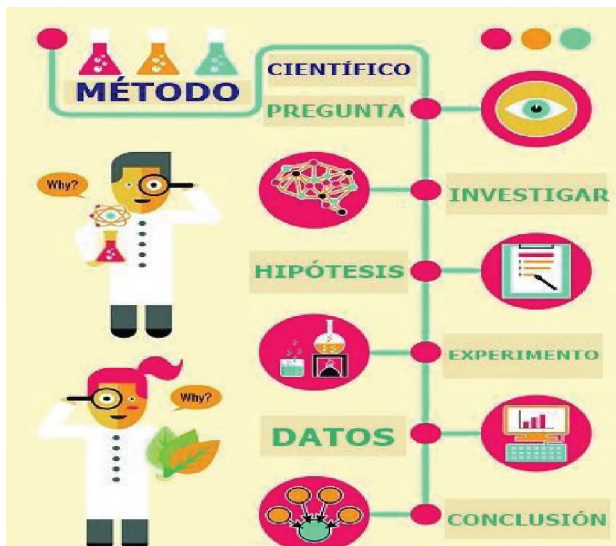 MÉTODO
CIENTÍFICO
PREGUNTA
INVESTIGAR
Why?
HIPÓTESIS
EXPERIMENTO
Why?
DATOS
CONCLUSIÓN